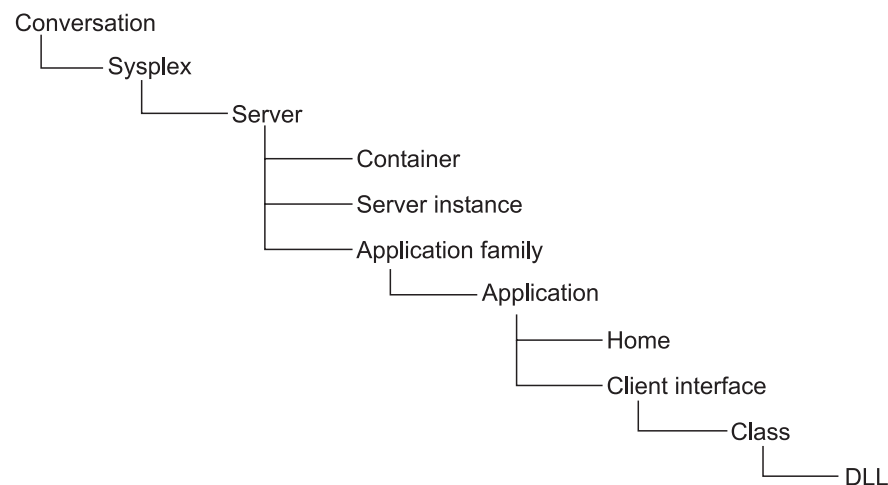 Conversation
Sysplex
Server
Container
Server instance
Application family
Application
Home
Client interface
Class
DLL